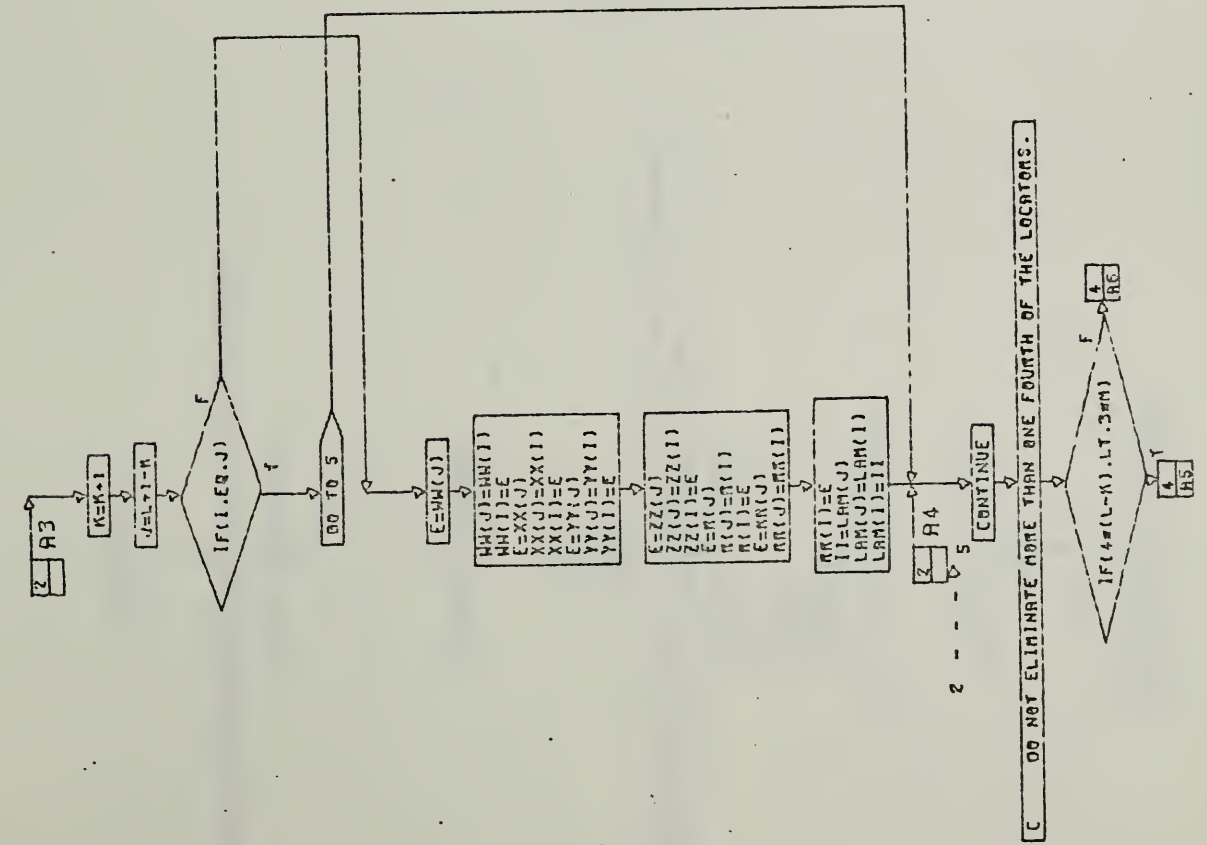 2 A3
K=K+1
J=L+1-K
IF(I.EQ.J)
F
T
GO TO 5
E=WW(J)
WW(J)=WW(I)
WW(I)=E
E=XX(J)
XX(J)=XX(I)
XX(I)=E
E=YY(J)
YY(J)=YY(I)
YY(I)=E
E=ZZ(J)
ZZ(J)=ZZ(I)
ZZ(I)=E
E=R(J)
R(J)=R(I)
R(I)=E
E=RR(J)
RR(J)=RR(I)
RR(I)=E
II=LAM(J)
LAM(J)=LAM(I)
LAM(I)=II
2 A4
2 - - - 5
CONTINUE
C DO NOT ELIMINATE MORE THAN ONE FOURTH OF THE LOCATORS.
IF(4*(L-K).LT.3*M)
F
4
A6
T
4
A5